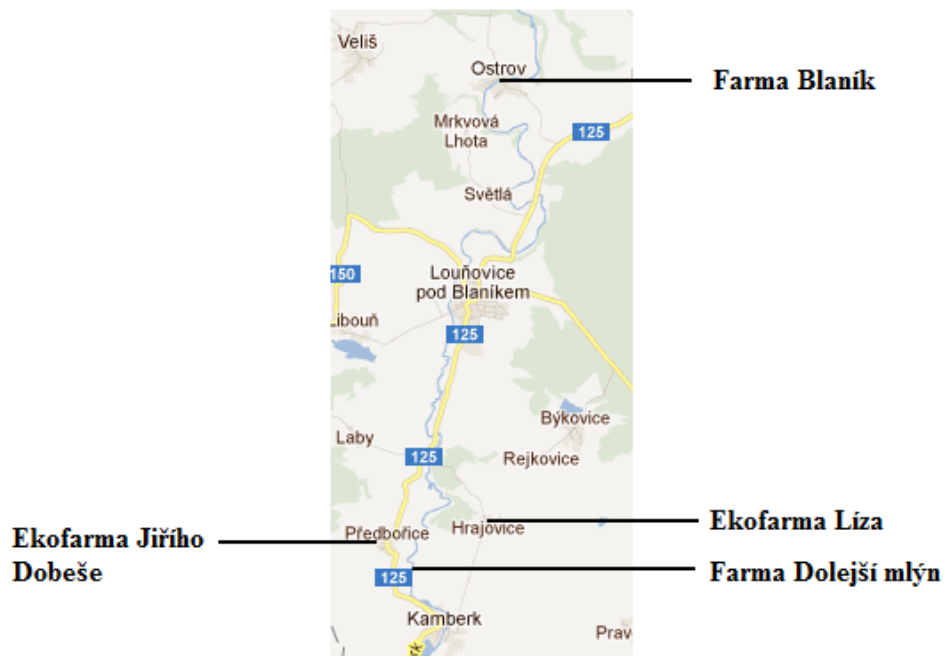 Veliš
Ostrov
Farma Blaník
Mrkvová
Lhota
125
Světlá
150
Louňovice
pod Blaníkem
Libouň
125
Býkovice
Laby
125
Rejkovice
Ekofarma Jiřího
Dobeše
Předbořice
Hrajovice
Ekofarma Líza
125
Farma Dolejší mlýn
Kamberk
Prav